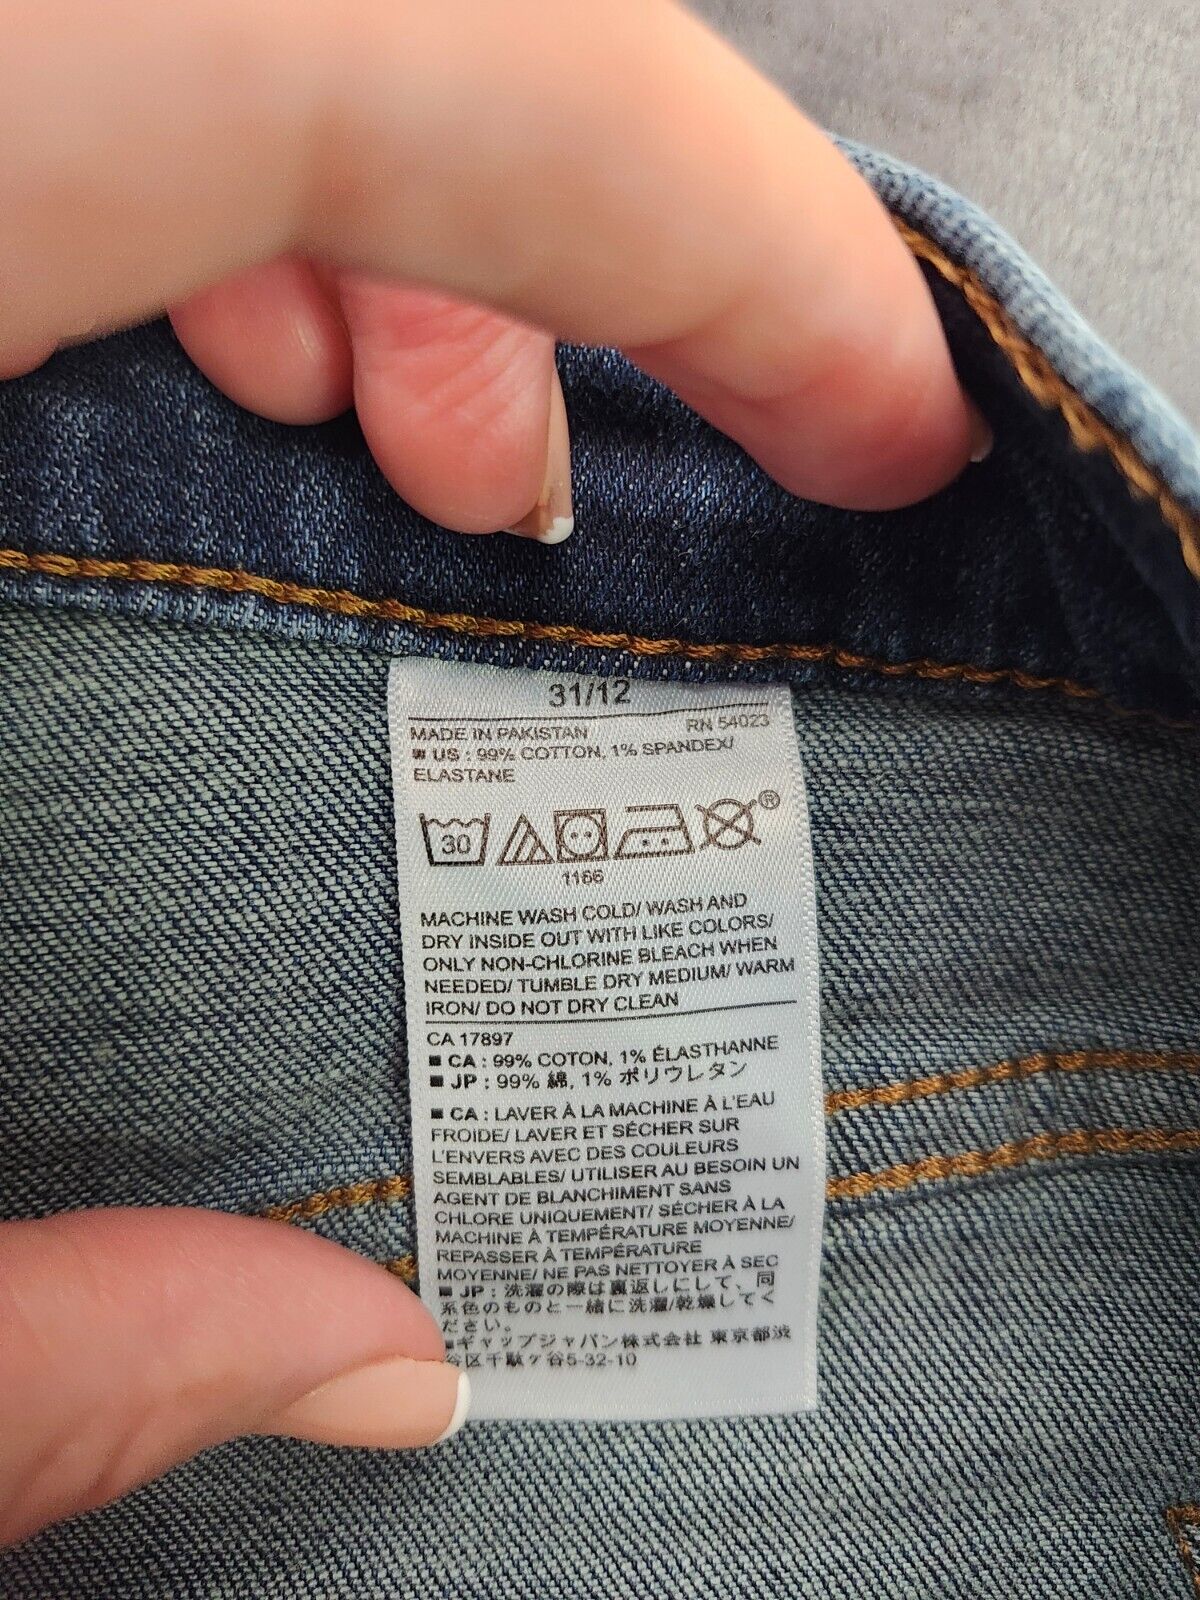 31/12
MADE IN PAKISTAN RN 54023
■ US : 99% COTTON, 1% SPANDEX/
ELASTANE
30 ®
1166
MACHINE WASH COLD/ WASH AND
DRY INSIDE OUT WITH LIKE COLORS/
ONLY NON-CHLORINE BLEACH WHEN
NEEDED/ TUMBLE DRY MEDIUM/ WARM
IRON/ DO NOT DRY CLEAN
CA 17897
■ CA : 99% COTON, 1% ÉLASTHANNE
■ JP : 99% 綿, 1% ポリウレタン
■ CA : LAVER À LA MACHINE À L'EAU
FROIDE/ LAVER ET SÉCHER SUR
L'ENVERS AVEC DES COULEURS
SEMBLABLES/ UTILISER AU BESOIN UN
AGENT DE BLANCHIMENT SANS
CHLORE UNIQUEMENT/ SÉCHER À LA
MACHINE À TEMPÉRATURE MOYENNE/
REPASSER À TEMPÉRATURE
MOYENNE/ NE PAS NETTOYER À SEC
■ JP : 洗濯の際は裏返しにして、同
系色のものと一緒に洗濯/乾燥してく
ださい。
■ギャップジャパン株式会社 東京都渋
谷区千駄ヶ谷5-32-10